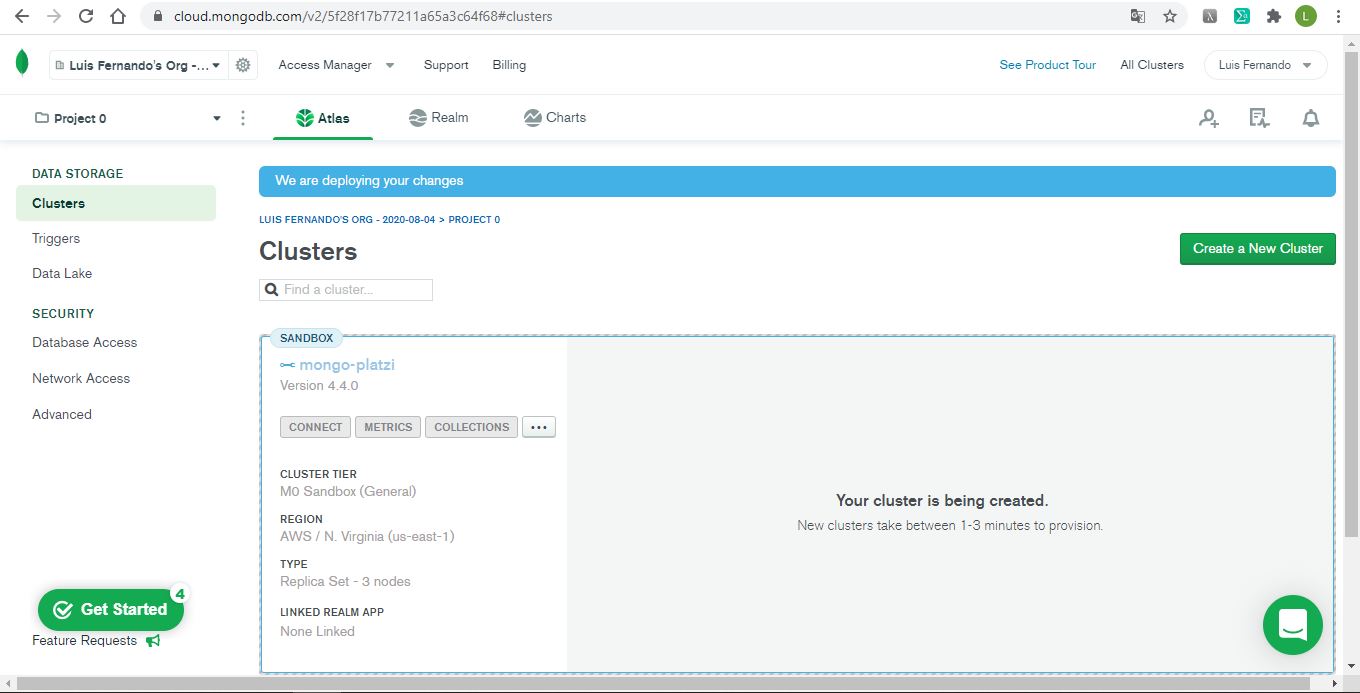 cloud.mongodb.com/v2/5f28f17b77211a65a3c64f68#clusters
L
Luis Fernando's Org -...
Access Manager
Support
Billing
See Product Tour
All Clusters
Luis Fernando
Project 0
Atlas
Realm
Charts
DATA STORAGE
Clusters
Triggers
Data Lake
SECURITY
Database Access
Network Access
Advanced
Get Started
4
Feature Requests
We are deploying your changes
LUIS FERNANDO'S ORG - 2020-08-04 > PROJECT 0
Clusters
Create a New Cluster
Find a cluster...
SANDBOX
mongo-platzi
Version 4.4.0
CONNECT
METRICS
COLLECTIONS
...
CLUSTER TIER
M0 Sandbox (General)
REGION
AWS / N. Virginia (us-east-1)
TYPE
Replica Set - 3 nodes
LINKED REALM APP
None Linked
Your cluster is being created.
New clusters take between 1-3 minutes to provision.